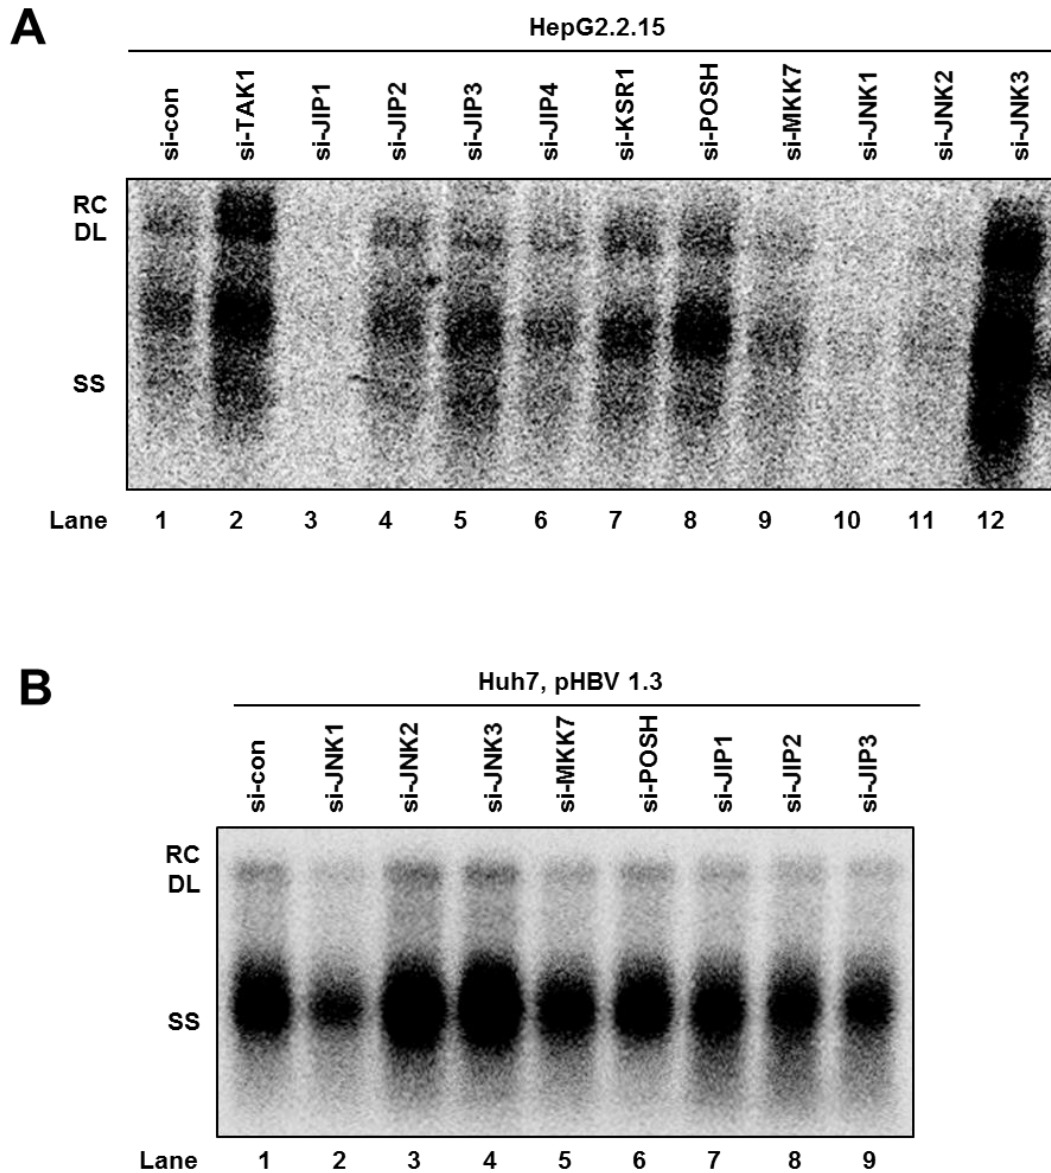 A
HepG2.2.15
si-con si-TAK1 si-JIP1 si-JIP2 si-JIP3 si-JIP4 si-KSR1 si-POSH si-MKK7 si-JNK1 si-JNK2 si-JNK3
RC
DL
SS
Lane 1 2 3 4 5 6 7 8 9 10 11 12
B
Huh7, pHBV 1.3
si-con si-JNK1 si-JNK2 si-JNK3 si-MKK7 si-POSH si-JIP1 si-JIP2 si-JIP3
RC
DL
SS
Lane 1 2 3 4 5 6 7 8 9